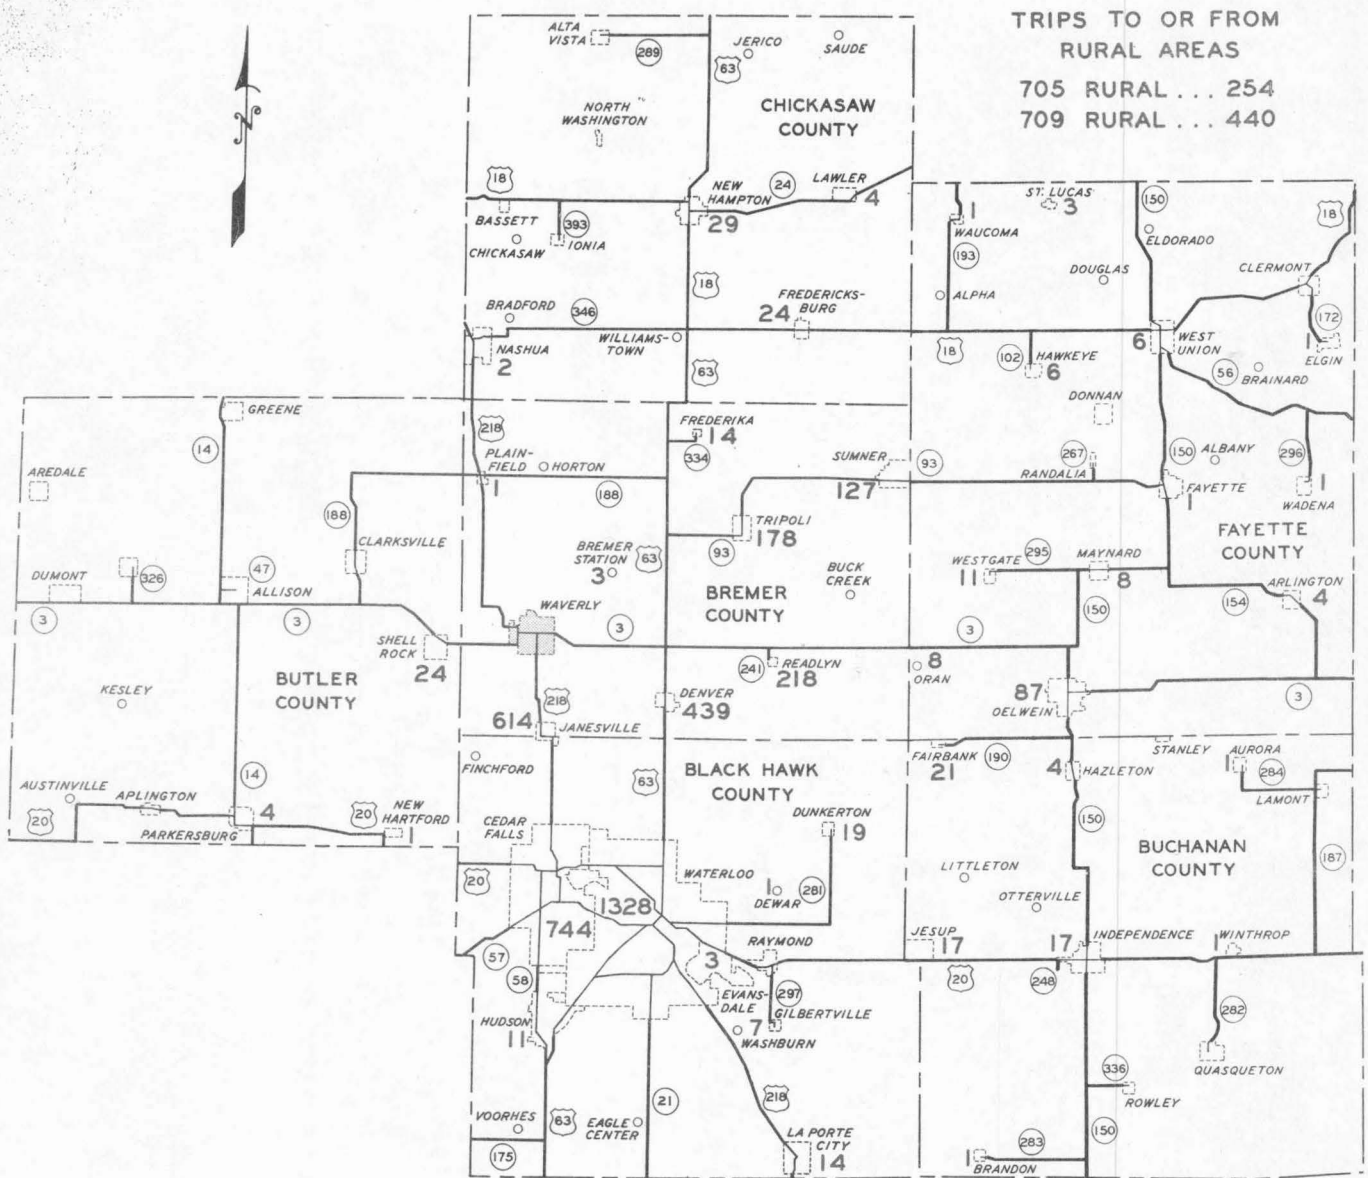 TRIPS TO OR FROM
RURAL AREAS
705 RURAL ... 254
709 RURAL ... 440
N
ALTA
VISTA
289
JERICO
SAUDE
63
NORTH
WASHINGTON
CHICKASAW
COUNTY
18
BASSETT
393
IONIA
CHICKASAW
NEW
HAMPTON
29
24
LAWLER
4
1
WAUCOMA
193
ST. LUCAS
3
150
ELDORADO
18
CLERMONT
DOUGLAS
ALPHA
172
1
ELGIN
BRADFORD
346
18
FREDERICKS-
BURG
24
WILLIAMS-
TOWN
NASHUA
2
63
18
102
HAWKEYE
6
6
WEST
UNION
56
BRAINARD
DONNAN
GREENE
14
218
FREDERIKA
14
334
AREDALE
PLAIN-
FIELD
1
HORTON
188
SUMNER
127
93
267
RANDALIA
150
ALBANY
296
FAYETTE
1
1
WADENA
188
CLARKSVILLE
TRIPOLI
178
93
63
BREMER
STATION
3
BUCK
CREEK
WESTGATE
11
295
MAYNARD
8
FAYETTE
COUNTY
ARLINGTON
4
154
DUMONT
326
47
ALLISON
3
3
WAVERLY
3
BREMER
COUNTY
3
150
SHELL
ROCK
24
241
READLYN
218
8
ORAN
KESLEY
BUTLER
COUNTY
218
DENVER
439
87
OELWEIN
3
614
JANESVILLE
FINCHFORD
63
BLACK HAWK
COUNTY
FAIRBANK
21
190
4
HAZLETON
STANLEY
AURORA
1
284
LAMONT
AUSTINVILLE
20
APLINGTON
14
4
PARKERSBURG
20
NEW
HARTFORD
1
CEDAR
FALLS
DUNKERTON
19
150
BUCHANAN
COUNTY
187
20
WATERLOO
1
DEWAR
281
LITTLETON
OTTERVILLE
1328
744
57
58
JESUP
17
17
INDEPENDENCE
1
WINTHROP
RAYMOND
3
EVANS-
DALE
297
GILBERTVILLE
20
248
282
HUDSON
11
7
WASHBURN
QUASQUETON
336
ROWLEY
VOORHES
63
EAGLE
CENTER
21
218
LA PORTE
CITY
14
175
1
BRANDON
283
150